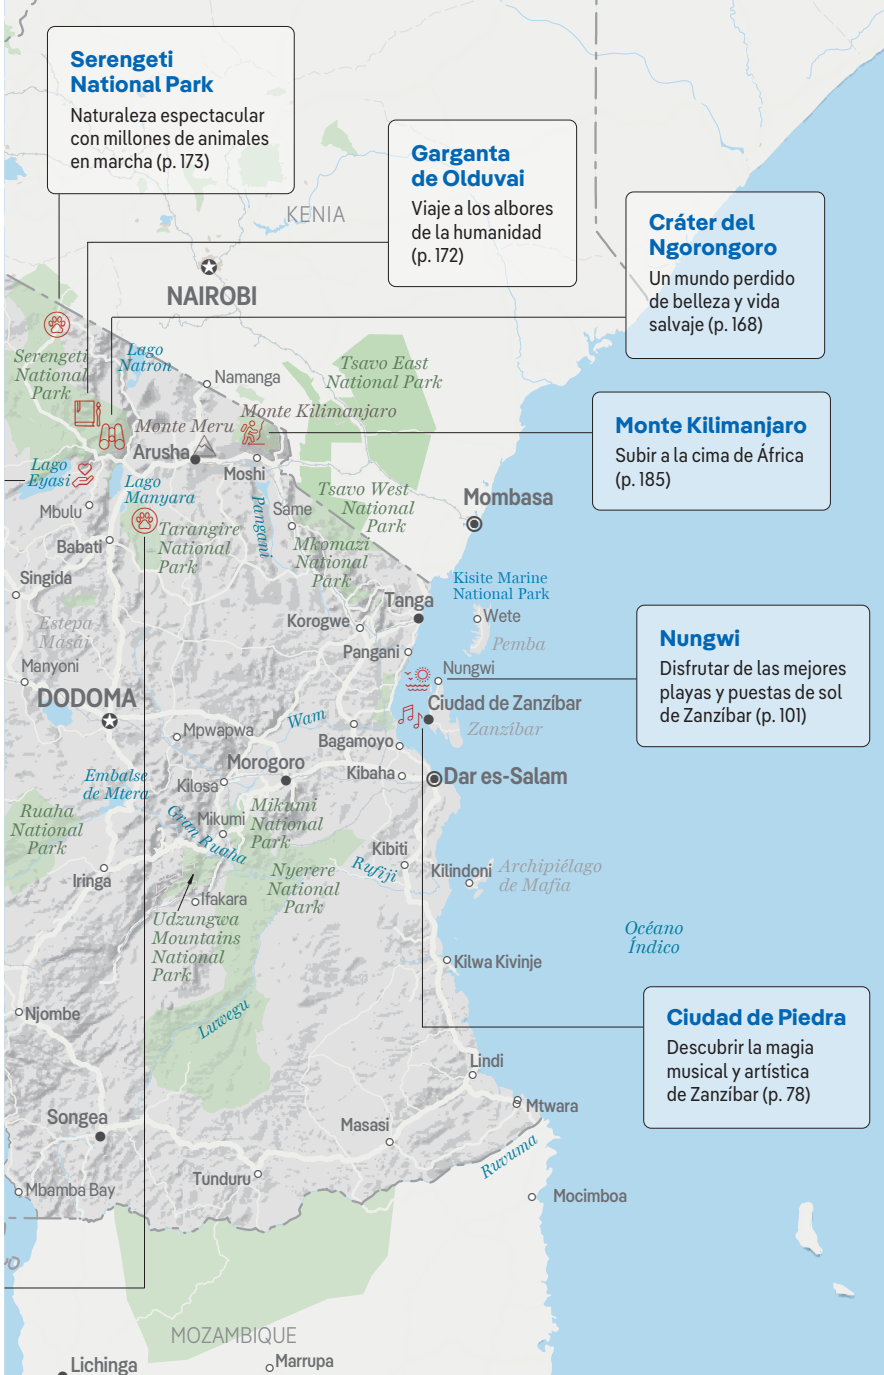 Serengeti
National Park
Naturaleza espectacular
con millones de animales
en marcha (p. 173)
Garganta
de Olduvai
Viaje a los albores
de la humanidad
(p. 172)
Cráter del
Ngorongoro
Un mundo perdido
de belleza y vida
salvaje (p. 168)
KENIA
NAIROBI
Serengeti
National
Park
Lago
Natron
Namanga
Tsavo East
National Park
Monte Meru
Monte Kilimanjaro
Arusha
Moshi
Monte Kilimanjaro
Subir a la cima de África
(p. 185)
Lago
Eyasi
Lago
Manyara
Mbulu
Pangani
Same
Tsavo West
National
Park
Mombasa
Babati
Tarangire
National
Park
Mkomazi
National
Park
Singida
Kisite Marine
National Park
Tanga
Wete
Korogwe
Pemba
Estepa
Masái
Pangani
Manyoni
Nungwi
Nungwi
Disfrutar de las mejores
playas y puestas de sol
de Zanzíbar (p. 101)
DODOMA
Ciudad de Zanzíbar
Wam
Zanzíbar
Mpwapwa
Bagamoyo
Morogoro
Kibaha
Dar es-Salam
Embalse
de Mtera
Kilosa
Ruaha
National
Park
Gran Ruaha
Mikumi
Mikumi
National
Park
Kibiti
Nyerere
National
Park
Rufiji
Kilindoni
Archipiélago
de Mafia
Iringa
Ifakara
Udzungwa
Mountains
National
Park
Océano
Índico
Kilwa Kivinje
Njombe
Luwegu
Ciudad de Piedra
Descubrir la magia
musical y artística
de Zanzíbar (p. 78)
Lindi
Mtwara
Songea
Masasi
Ruvuma
Tunduru
Mbamba Bay
Mocimboa
MOZAMBIQUE
Lichinga
Marrupa